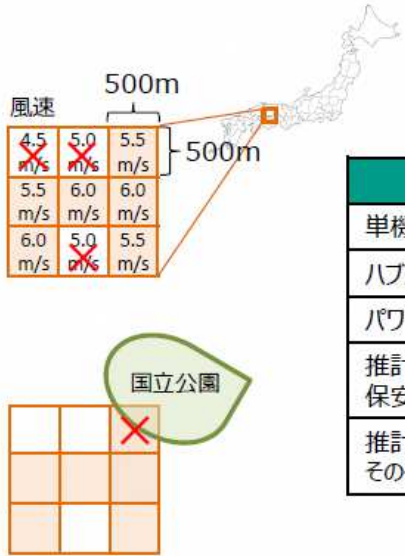 500m
風速
4.5 m/s
5.0 m/s
5.5 m/s
500m
5.5 m/s
6.0 m/s
6.0 m/s
6.0 m/s
5.0 m/s
5.5 m/s
単機
ハブ
パワ
推計
保安
推計
その
国立公園